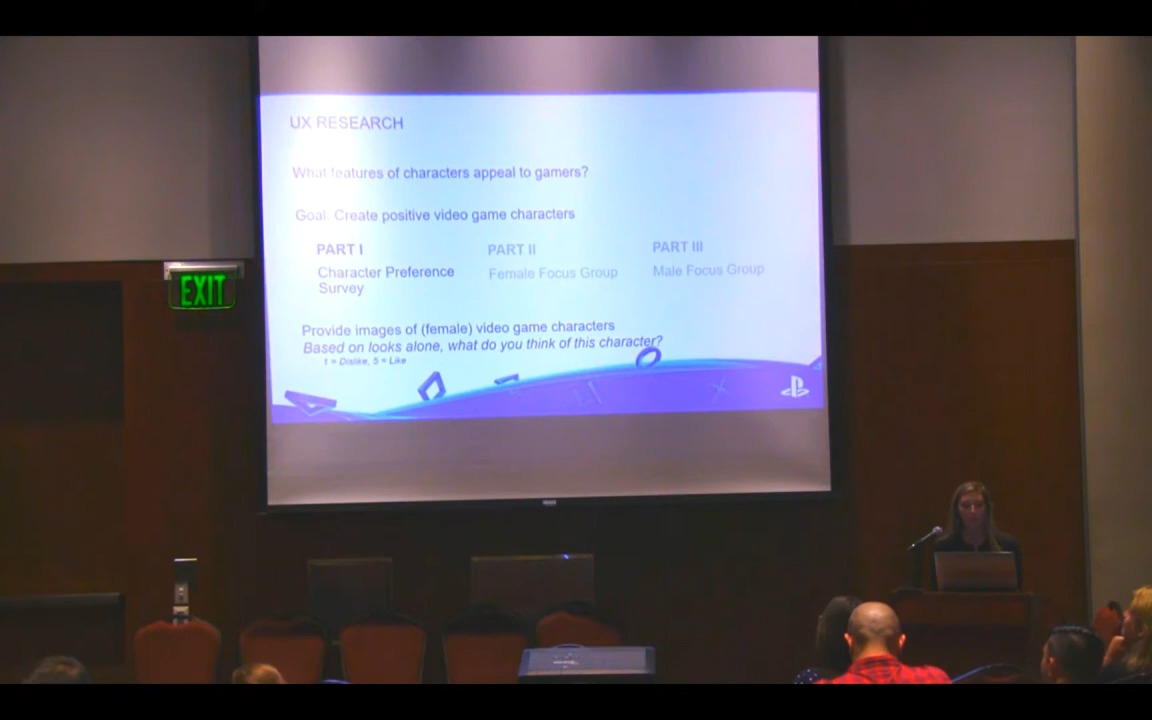 UX RESEARCH
What features of characters appeal to gamers?
Goal: Create positive video game characters
PART I
PART II
PART III
Character Preference
Survey
Female Focus Group
Male Focus Group
Provide images of (female) video game characters
Based on looks alone, what do you think of this character?
1 = Dislike, 5 = Like
EXIT